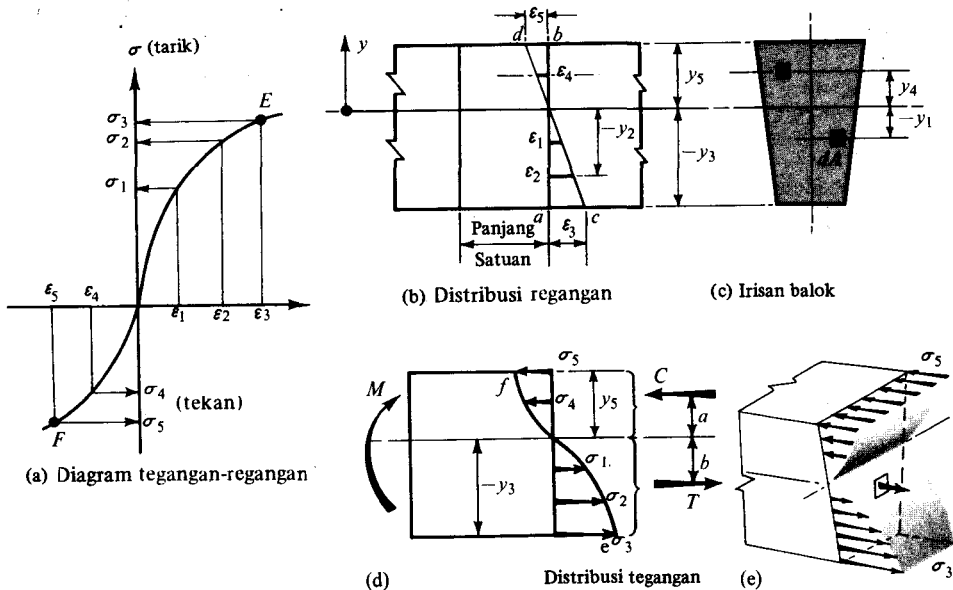 σ (tarik)
E
σ₃
σ₂
σ₁
ε₅ ε₄
ε₁ ε₂ ε₃
σ₄
(tekan)
σ₅
F
(a) Diagram tegangan-regangan
ε₅
d b
y
ε₄
−y₂
ε₁
ε₂
a c
Panjang
ε₃
Satuan
(b) Distribusi regangan
y₅
−y₃
y₄
−y₁
dA
(c) Irisan balok
M
σ₅
f
σ₄
y₅
−y₃
σ₁
σ₂
e σ₃
C
a
b
T
(d)
Distribusi tegangan
σ₅
σ₃
(e)